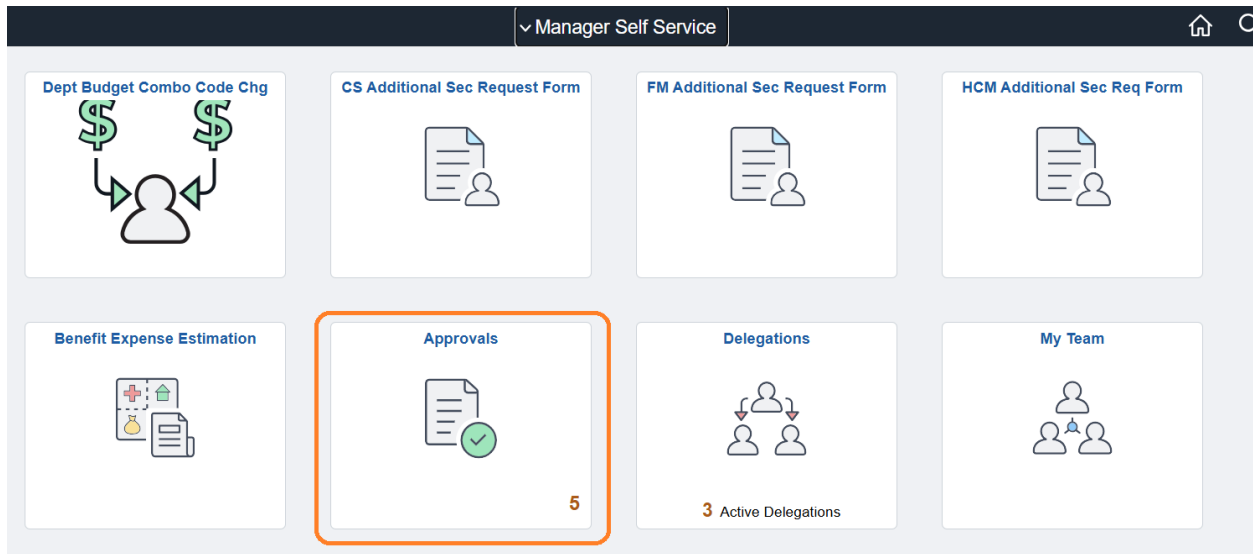 Manager Self Service
Dept Budget Combo Code Chg
CS Additional Sec Request Form
FM Additional Sec Request Form
HCM Additional Sec Req Form
$ $
Benefit Expense Estimation
Approvals
Delegations
My Team
5
3 Active Delegations